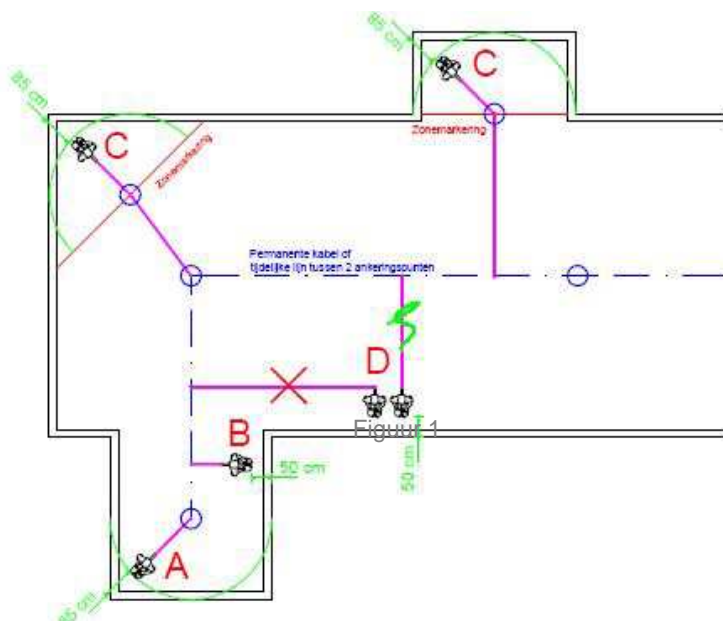 85 cm
C
85 cm
C
Zonemarkering
Zonemarkering
Permanente kabel of
tijdelijke lijn tussen 2 ankeringspunten
D
Figuur 1
B
50 cm
50 cm
A
85 cm